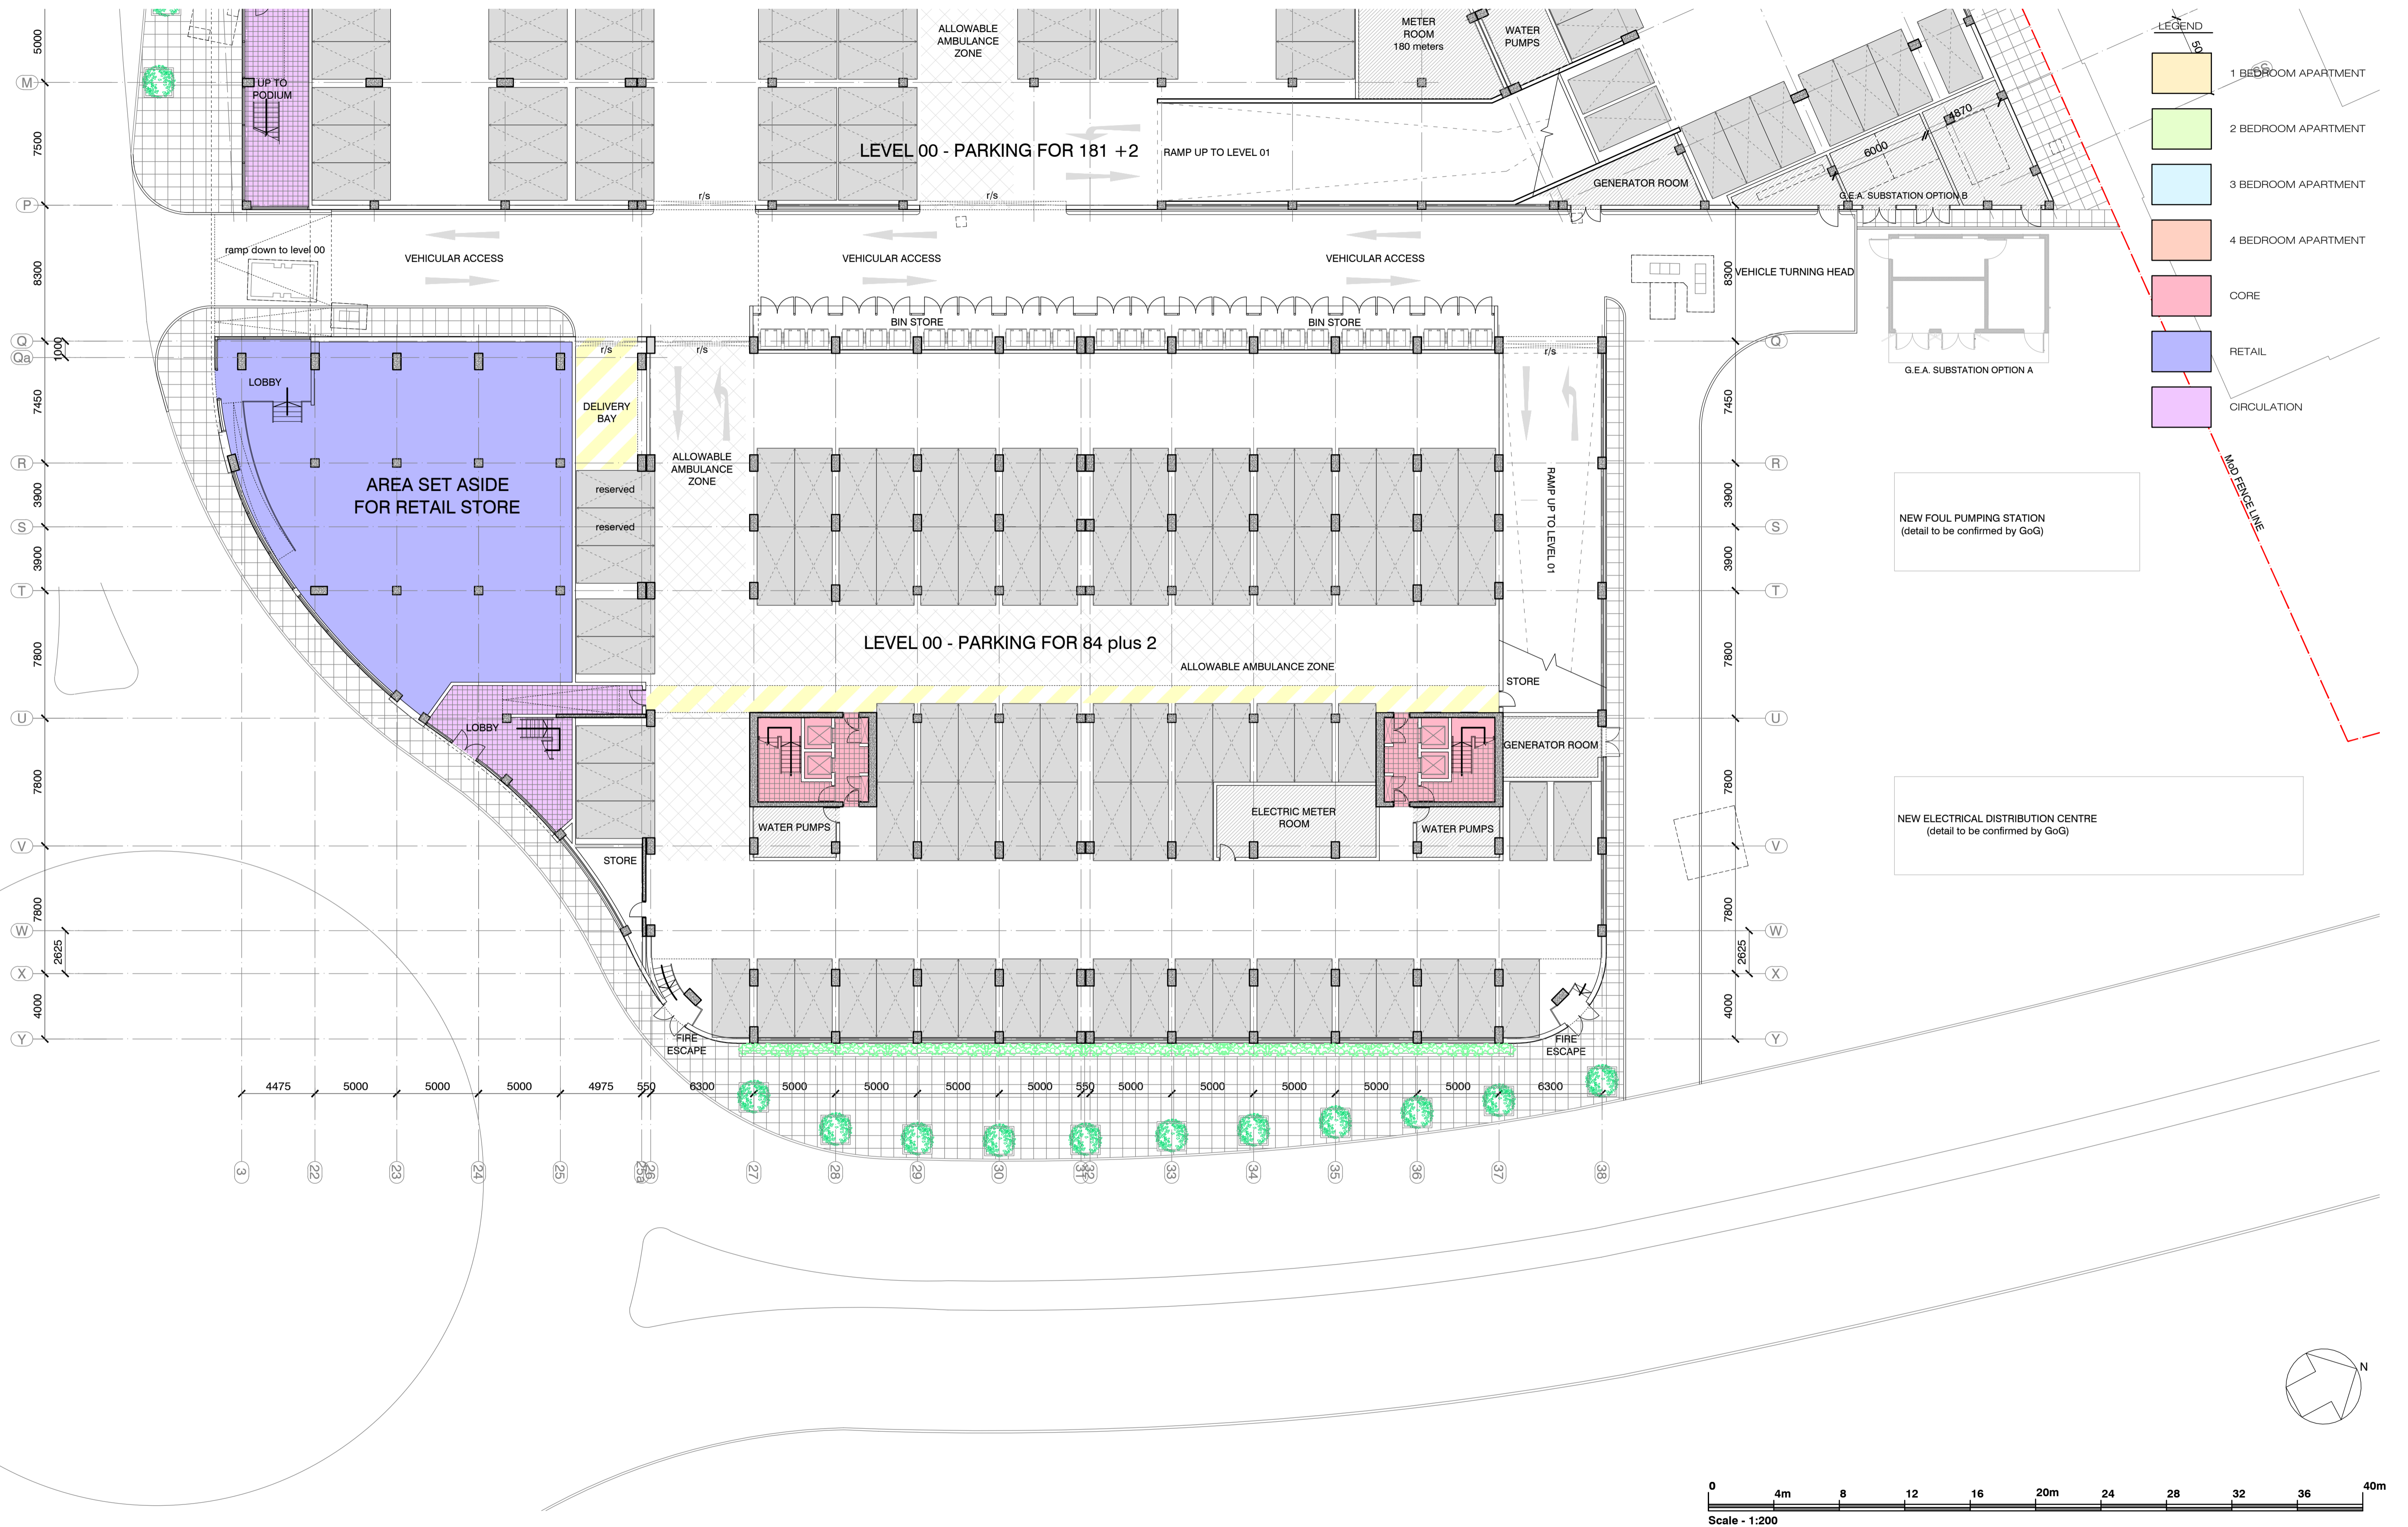 5000
ALLOWABLE
AMBULANCE
ZONE
METER
ROOM
180 meters
WATER
PUMPS
LEGEND
50
M
UP TO
PODIUM
1 BEDROOM APARTMENT
4870
2 BEDROOM APARTMENT
7500
LEVEL 00 - PARKING FOR 181 +2
RAMP UP TO LEVEL 01
6000
GENERATOR ROOM
3 BEDROOM APARTMENT
r/s
r/s
G.E.A. SUBSTATION OPTION B
P
ramp down to level 00
VEHICULAR ACCESS
VEHICULAR ACCESS
VEHICULAR ACCESS
4 BEDROOM APARTMENT
8300
8300
VEHICLE TURNING HEAD
CORE
BIN STORE
BIN STORE
Q
Q
1000
r/s
r/s
r/s
RETAIL
Qa
G.E.A. SUBSTATION OPTION A
LOBBY
7450
7450
DELIVERY
BAY
CIRCULATION
R
ALLOWABLE
AMBULANCE
ZONE
R
AREA SET ASIDE
FOR RETAIL STORE
reserved
3900
3900
RAMP UP TO LEVEL 01
MoD FENCE LINE
S
reserved
S
NEW FOUL PUMPING STATION
(detail to be confirmed by GoG)
3900
3900
T
T
LEVEL 00 - PARKING FOR 84 plus 2
7800
7800
ALLOWABLE AMBULANCE ZONE
STORE
U
LOBBY
U
GENERATOR ROOM
7800
7800
ELECTRIC METER
ROOM
WATER PUMPS
WATER PUMPS
NEW ELECTRICAL DISTRIBUTION CENTRE
(detail to be confirmed by GoG)
V
STORE
V
7800
7800
W
W
2625
2625
X
X
4000
4000
Y
FIRE
ESCAPE
FIRE
ESCAPE
Y
4475
5000
5000
5000
4975
550
6300
5000
5000
5000
5000
550
5000
5000
5000
5000
5000
6300
3
22
23
24
25
26
27
28
29
30
33
34
35
36
37
38
N
0
4m
8
12
16
20m
24
28
32
36
40m
Scale - 1:200